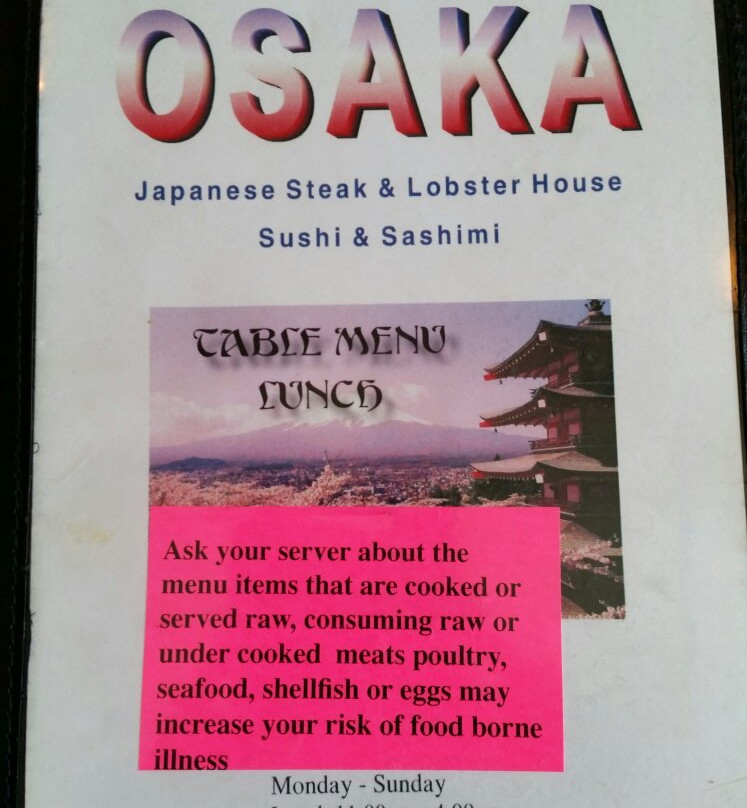 OSAKA
Japanese Steak & Lobster House
Sushi & Sashimi
TABLE MENU
LUNCH
Ask your server about the
menu items that are cooked or
served raw, consuming raw or
under cooked meats poultry,
seafood, shellfish or eggs may
increase your risk of food borne
illness
Monday - Sunday